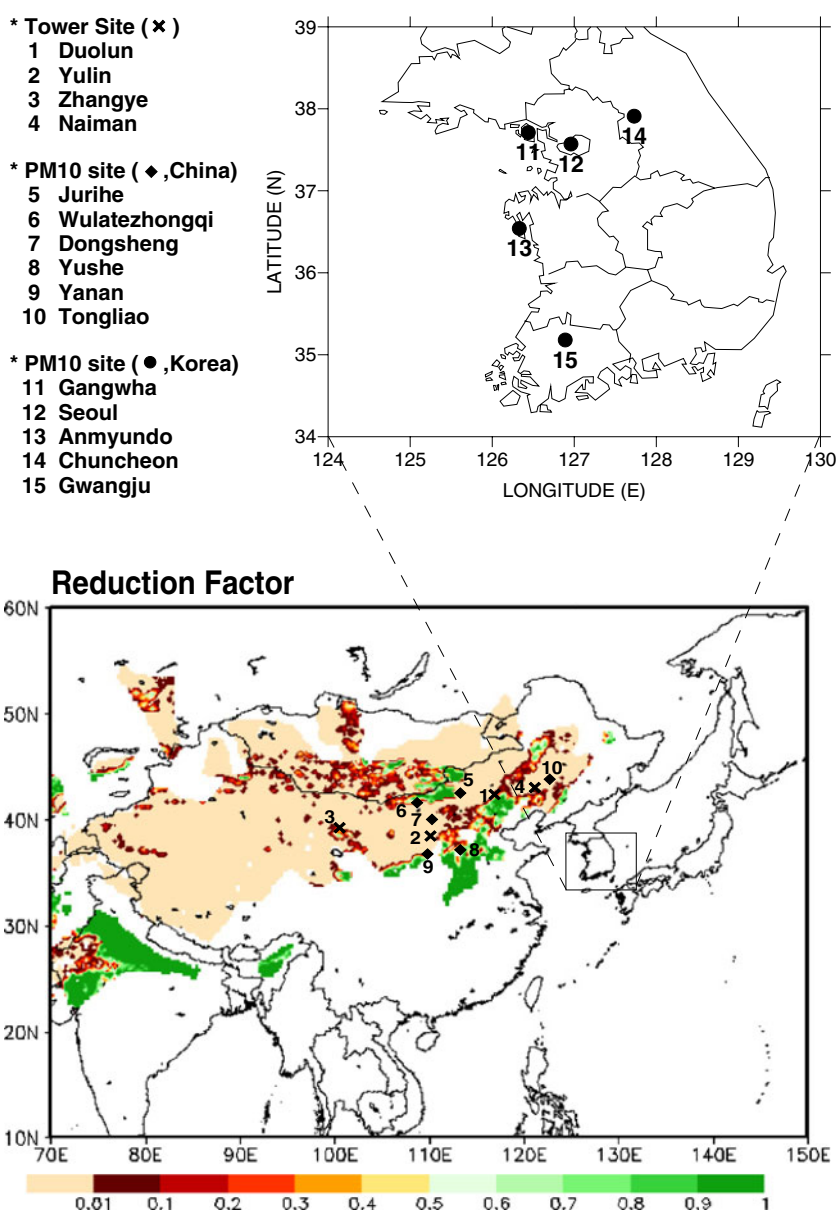 * Tower Site ( × )
1 Duolun
2 Yulin
3 Zhangye
4 Naiman
* PM10 site ( ◆ ,China)
5 Jurihe
6 Wulatezhongqi
7 Dongsheng
8 Yushe
9 Yanan
10 Tongliao
* PM10 site ( ● ,Korea)
11 Gangwha
12 Seoul
13 Anmyundo
14 Chuncheon
15 Gwangju
39
38
37
36
35
34
LATITUDE (N)
11
12
14
13
15
124 125 126 127 128 129 130
LONGITUDE (E)
Reduction Factor
60N
50N
40N
30N
20N
10N
5
10
1
4
6
7
3
2
8
9
70E 80E 90E 100E 110E 120E 130E 140E 150E
0.01 0.1 0.2 0.3 0.4 0.5 0.6 0.7 0.8 0.9 1